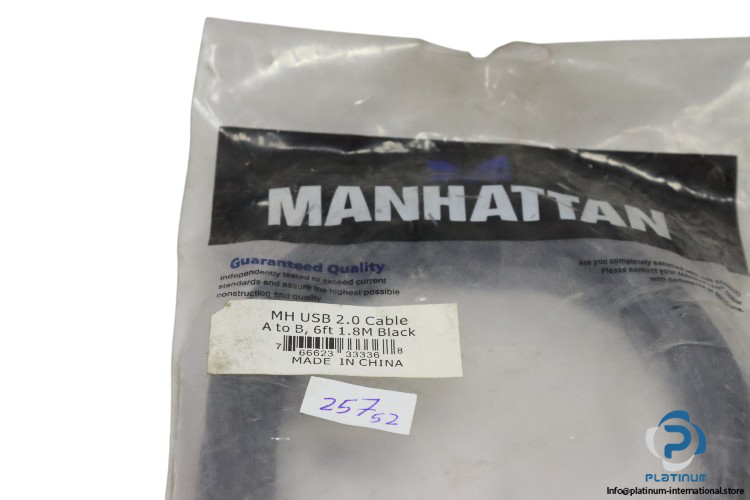 MANHATTAN
Guaranteed Quality
Independently tested to exceed current
standards and assure the highest possible
construction and quality
Are you completely satisfied with
Please contact your
with
MH USB 2.0 Cable
A to B, 6ft 1.8M Black
7 66623 33336 8
MADE IN CHINA
257 52
PLATINUM
Info@platinum-international.store